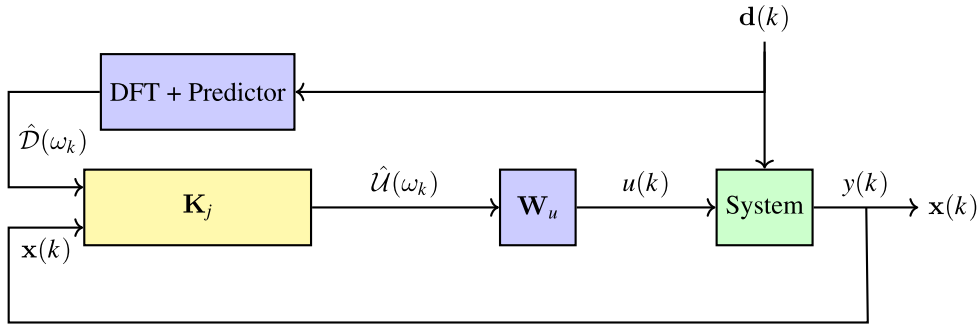 𝐝(k)
DFT + Predictor
𝒟̂(ω_k)
𝒰̂(ω_k)
u(k)
y(k)
𝐊_j
𝐖_u
System
𝐱(k)
𝐱(k)